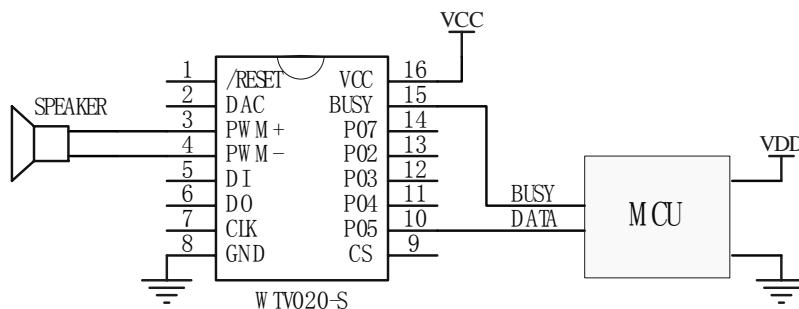 VCC
1 /RESET VCC 16
2 DAC BUSY 15
SPEAKER
3 PWM+ P07 14
4 PWM- P02 13
VDD
5 DI P03 12
6 DO P04 11
BUSY
7 CLK P05 10
DATA
MCU
8 GND CS 9
WTV020-S